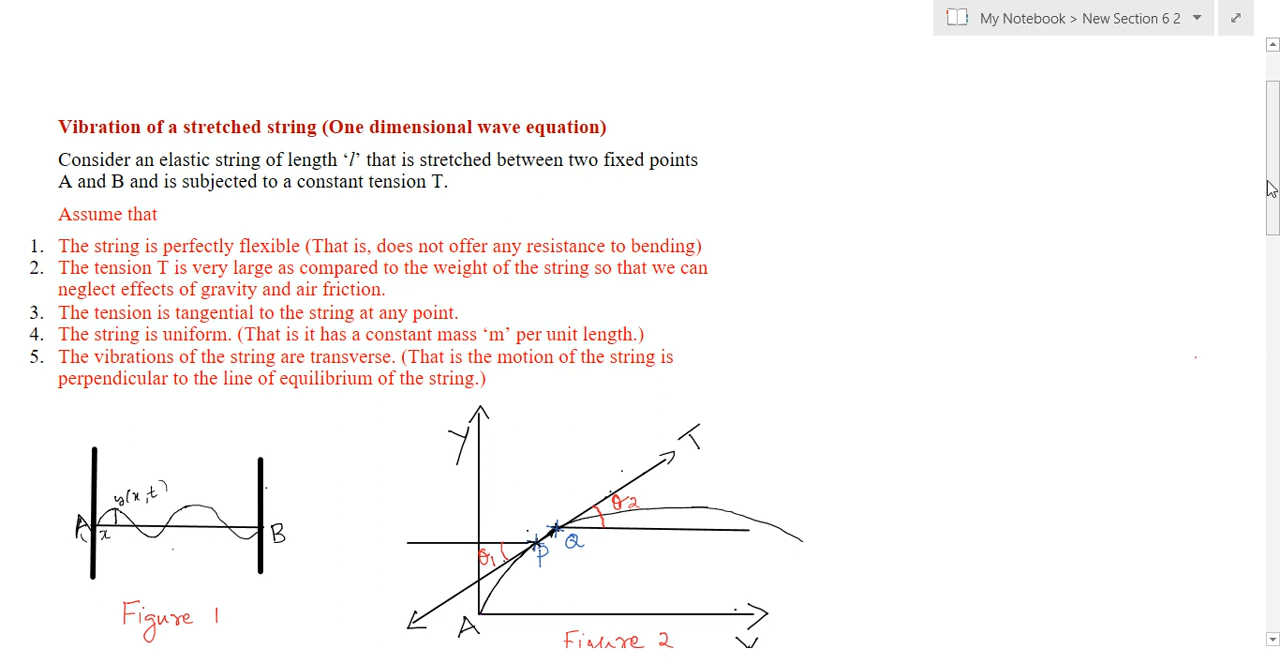 My Notebook > New Section 6 2
Vibration of a stretched string (One dimensional wave equation)
Consider an elastic string of length ‘l’ that is stretched between two fixed points
A and B and is subjected to a constant tension T.
Assume that
1. The string is perfectly flexible (That is, does not offer any resistance to bending)
2. The tension T is very large as compared to the weight of the string so that we can
neglect effects of gravity and air friction.
3. The tension is tangential to the string at any point.
4. The string is uniform. (That is it has a constant mass ‘m’ per unit length.)
5. The vibrations of the string are transverse. (That is the motion of the string is
perpendicular to the line of equilibrium of the string.)
y(x,t)
A
x
B
Figure 1
Y
T
θ2
θ1
P
Q
A
Figure 2